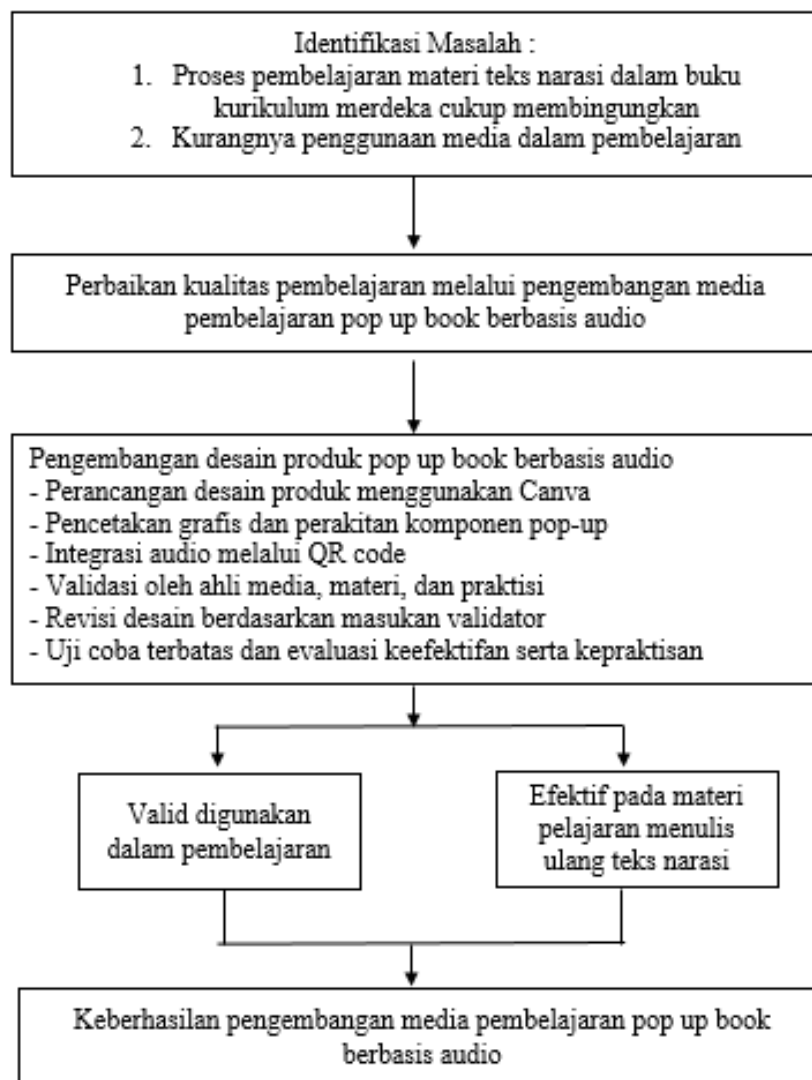 Identifikasi Masalah :
1. Proses pembelajaran materi teks narasi dalam buku
kurikulum merdeka cukup membingungkan
2. Kurangnya penggunaan media dalam pembelajaran
Perbaikan kualitas pembelajaran melalui pengembangan media
pembelajaran pop up book berbasis audio
Pengembangan desain produk pop up book berbasis audio
- Perancangan desain produk menggunakan Canva
- Pencetakan grafis dan perakitan komponen pop-up
- Integrasi audio melalui QR code
- Validasi oleh ahli media, materi, dan praktisi
- Revisi desain berdasarkan masukan validator
- Uji coba terbatas dan evaluasi keefektifan serta kepraktisan
Valid digunakan
dalam pembelajaran
Efektif pada materi
pelajaran menulis
ulang teks narasi
Keberhasilan pengembangan media pembelajaran pop up book
berbasis audio